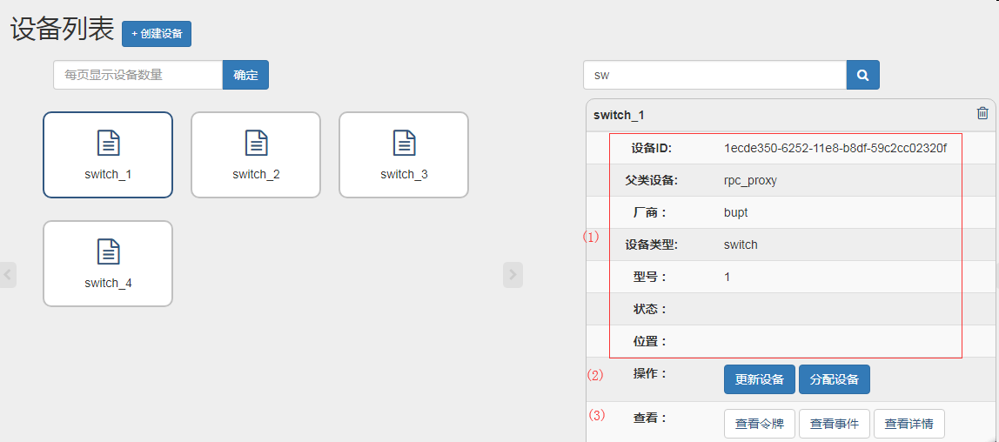 设备列表 + 创建设备
每页显示设备数量 确定
sw
switch_1
switch_2
switch_3
switch_4
switch_1
(1)
设备ID: 1ecde350-6252-11e8-b8df-59c2cc02320f
父类设备: rpc_proxy
厂商： bupt
设备类型: switch
型号： 1
状态：
位置：
(2) 操作： 更新设备 分配设备
(3) 查看： 查看令牌 查看事件 查看详情